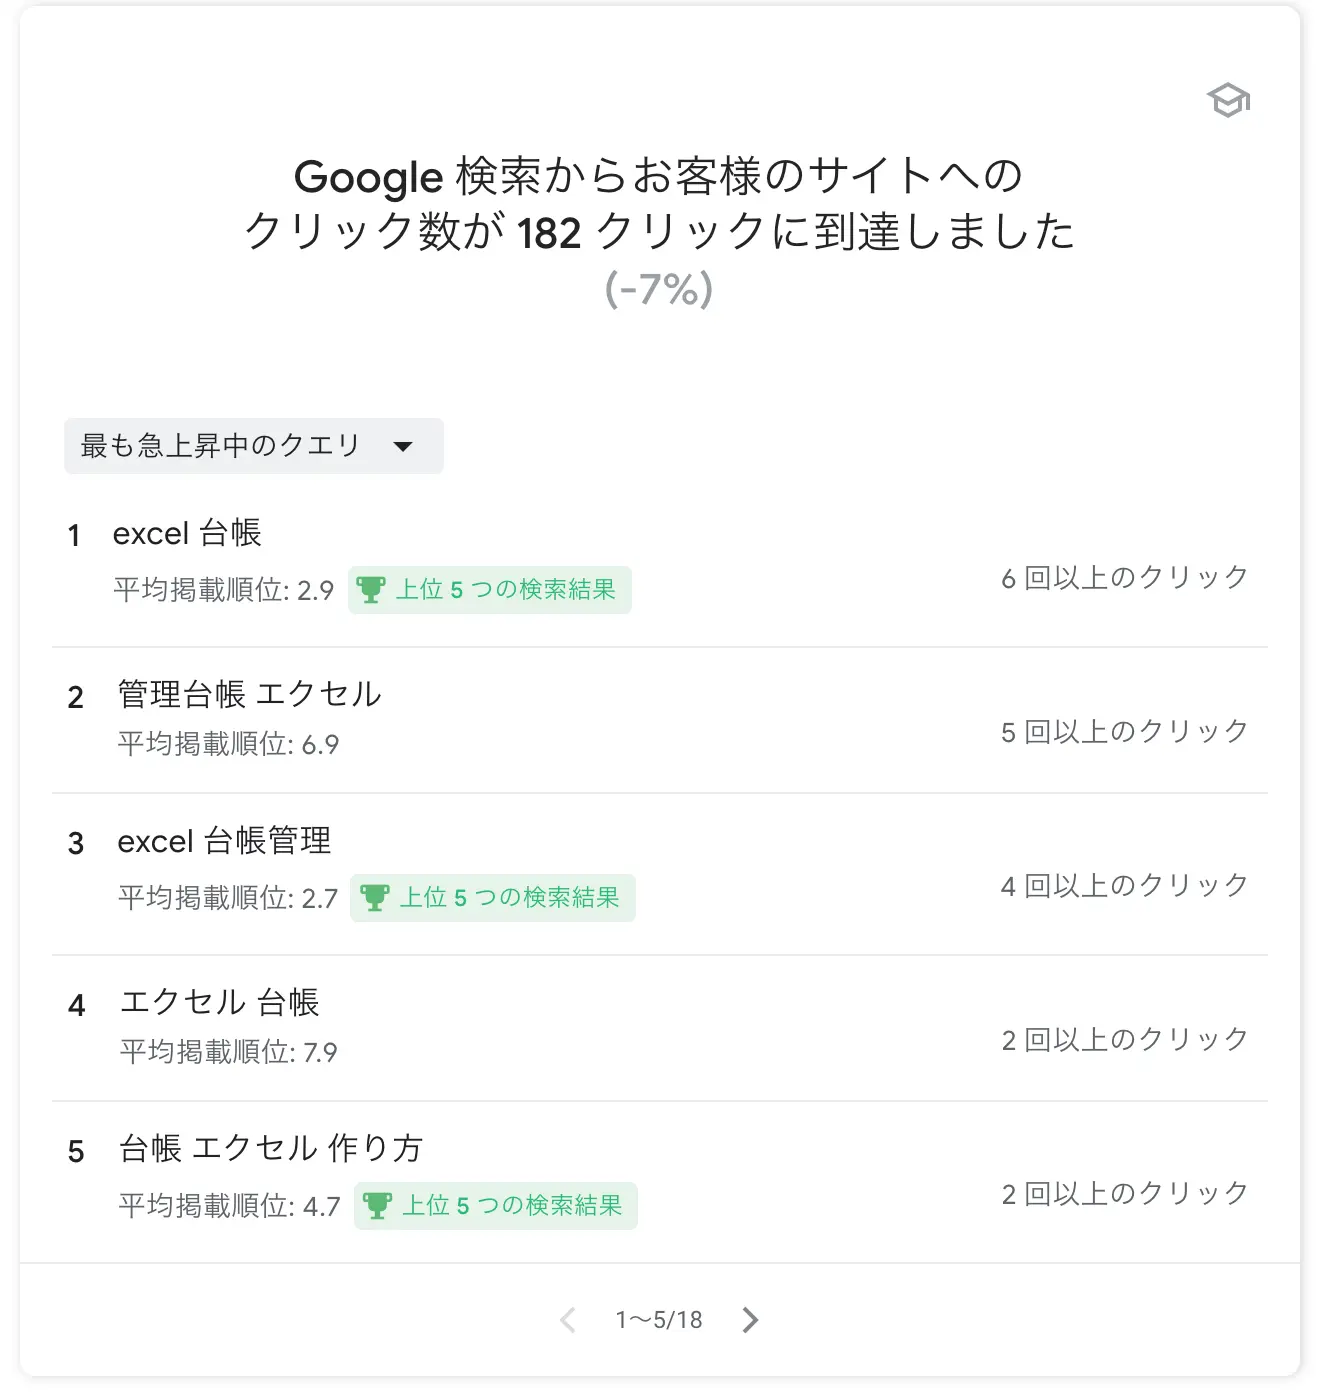 Google 検索からお客様のサイトへの
クリック数が 182 クリックに到達しました
(-7%)
最も急上昇中のクエリ
1 excel 台帳
平均掲載順位: 2.9 上位 5 つの検索結果
6 回以上のクリック
2 管理台帳 エクセル
平均掲載順位: 6.9
5 回以上のクリック
3 excel 台帳管理
平均掲載順位: 2.7 上位 5 つの検索結果
4 回以上のクリック
4 エクセル 台帳
平均掲載順位: 7.9
2 回以上のクリック
5 台帳 エクセル 作り方
平均掲載順位: 4.7 上位 5 つの検索結果
2 回以上のクリック
1～5/18